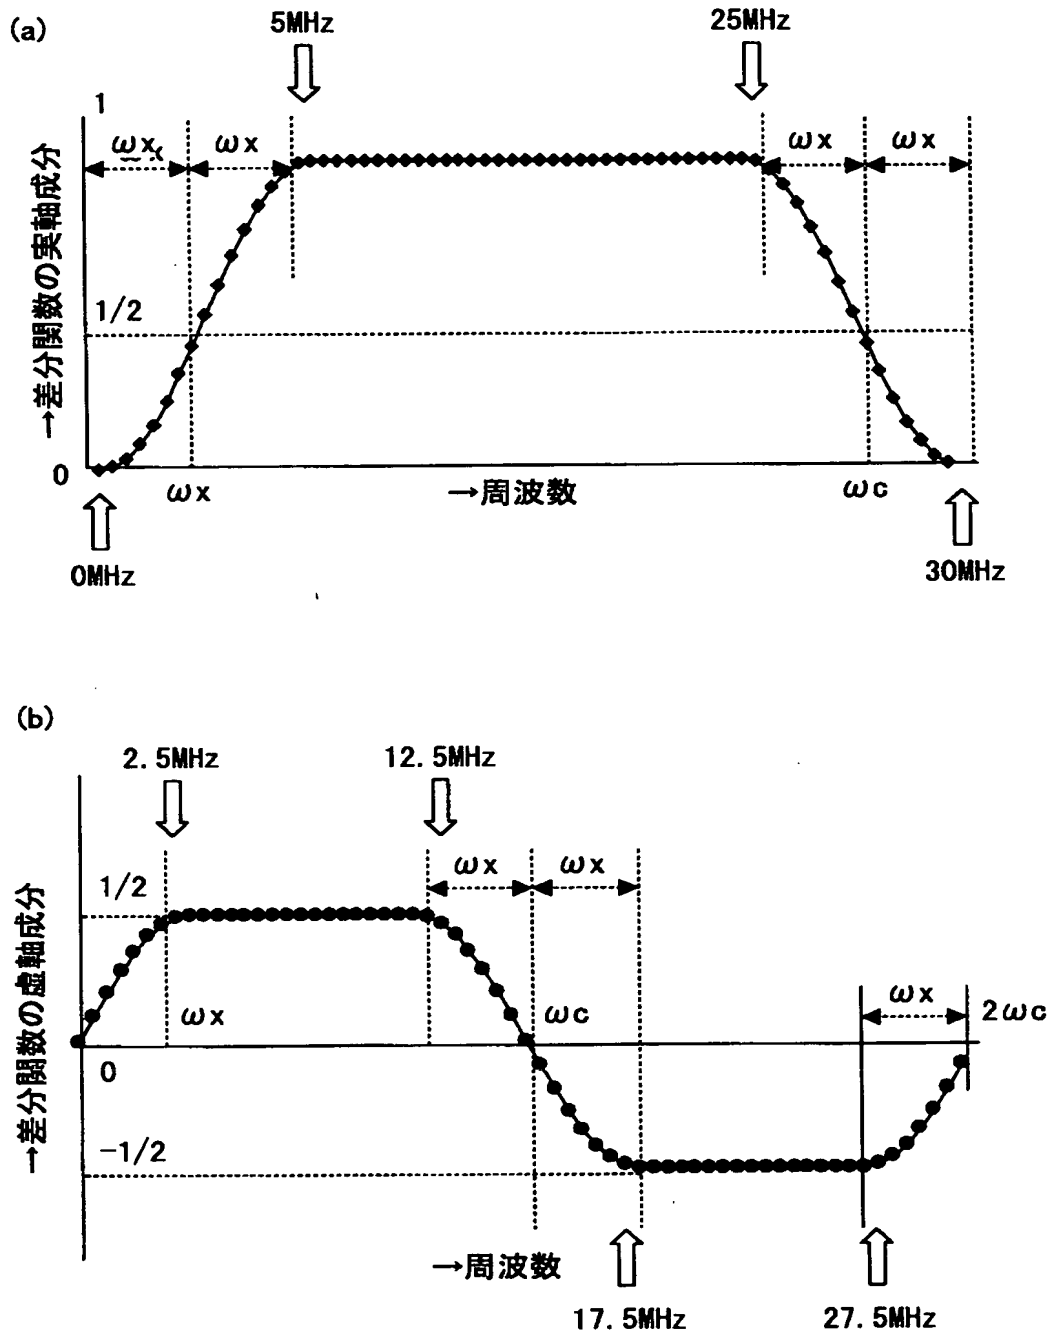 (a)
5MHz
25MHz
1
ωx
ωx
ωx
ωx
→差分関数の実軸成分
1/2
0
ωx
→周波数
ωc
0MHz
30MHz
(b)
2.5MHz
12.5MHz
ωx
ωx
1/2
→差分関数の虚軸成分
ωx
ωc
ωx
2ωc
0
-1/2
→周波数
17.5MHz
27.5MHz